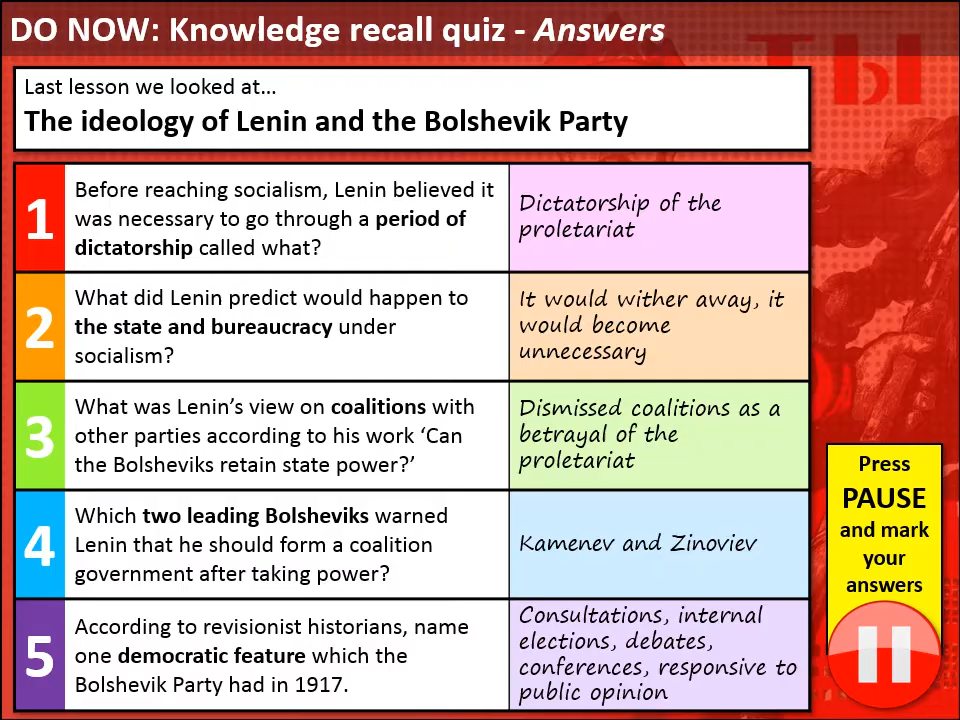 DO NOW: Knowledge recall quiz - Answers
Last lesson we looked at…
The ideology of Lenin and the Bolshevik Party
1
Before reaching socialism, Lenin believed it
was necessary to go through a period of
dictatorship called what?
Dictatorship of the
proletariat
2
What did Lenin predict would happen to
the state and bureaucracy under
socialism?
It would wither away, it
would become
unnecessary
3
What was Lenin’s view on coalitions with
other parties according to his work ‘Can
the Bolsheviks retain state power?’
Dismissed coalitions as a
betrayal of the
proletariat
4
Which two leading Bolsheviks warned
Lenin that he should form a coalition
government after taking power?
Kamenev and Zinoviev
5
According to revisionist historians, name
one democratic feature which the
Bolshevik Party had in 1917.
Consultations, internal
elections, debates,
conferences, responsive to
public opinion
Press
PAUSE
and mark
your
answers